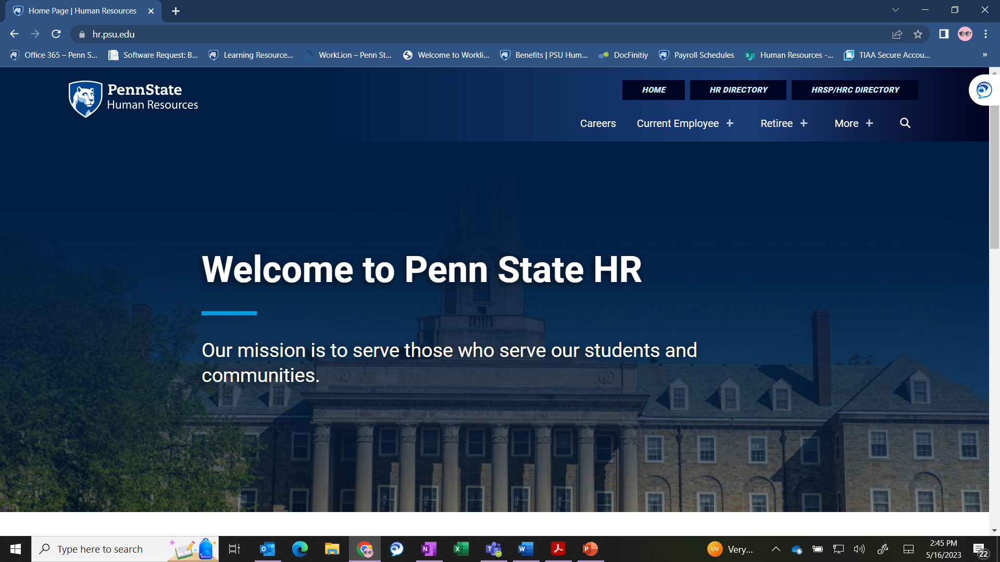 Home Page | Human Resources
hr.psu.edu
Office 365 – Penn S...
Software Request: B...
Learning Resource...
WorkLion – Penn St...
Welcome to Workli...
Benefits | PSU Hum...
DocFinitiy
Payroll Schedules
Human Resources -...
TIAA Secure Accou...
»
PennState
Human Resources
HOME
HR DIRECTORY
HRSP/HRC DIRECTORY
Careers
Current Employee +
Retiree +
More +
Welcome to Penn State HR
Our mission is to serve those who serve our students and
communities.
OLD MAIN
Type here to search
UV
Very...
2:45 PM
5/16/2023
22